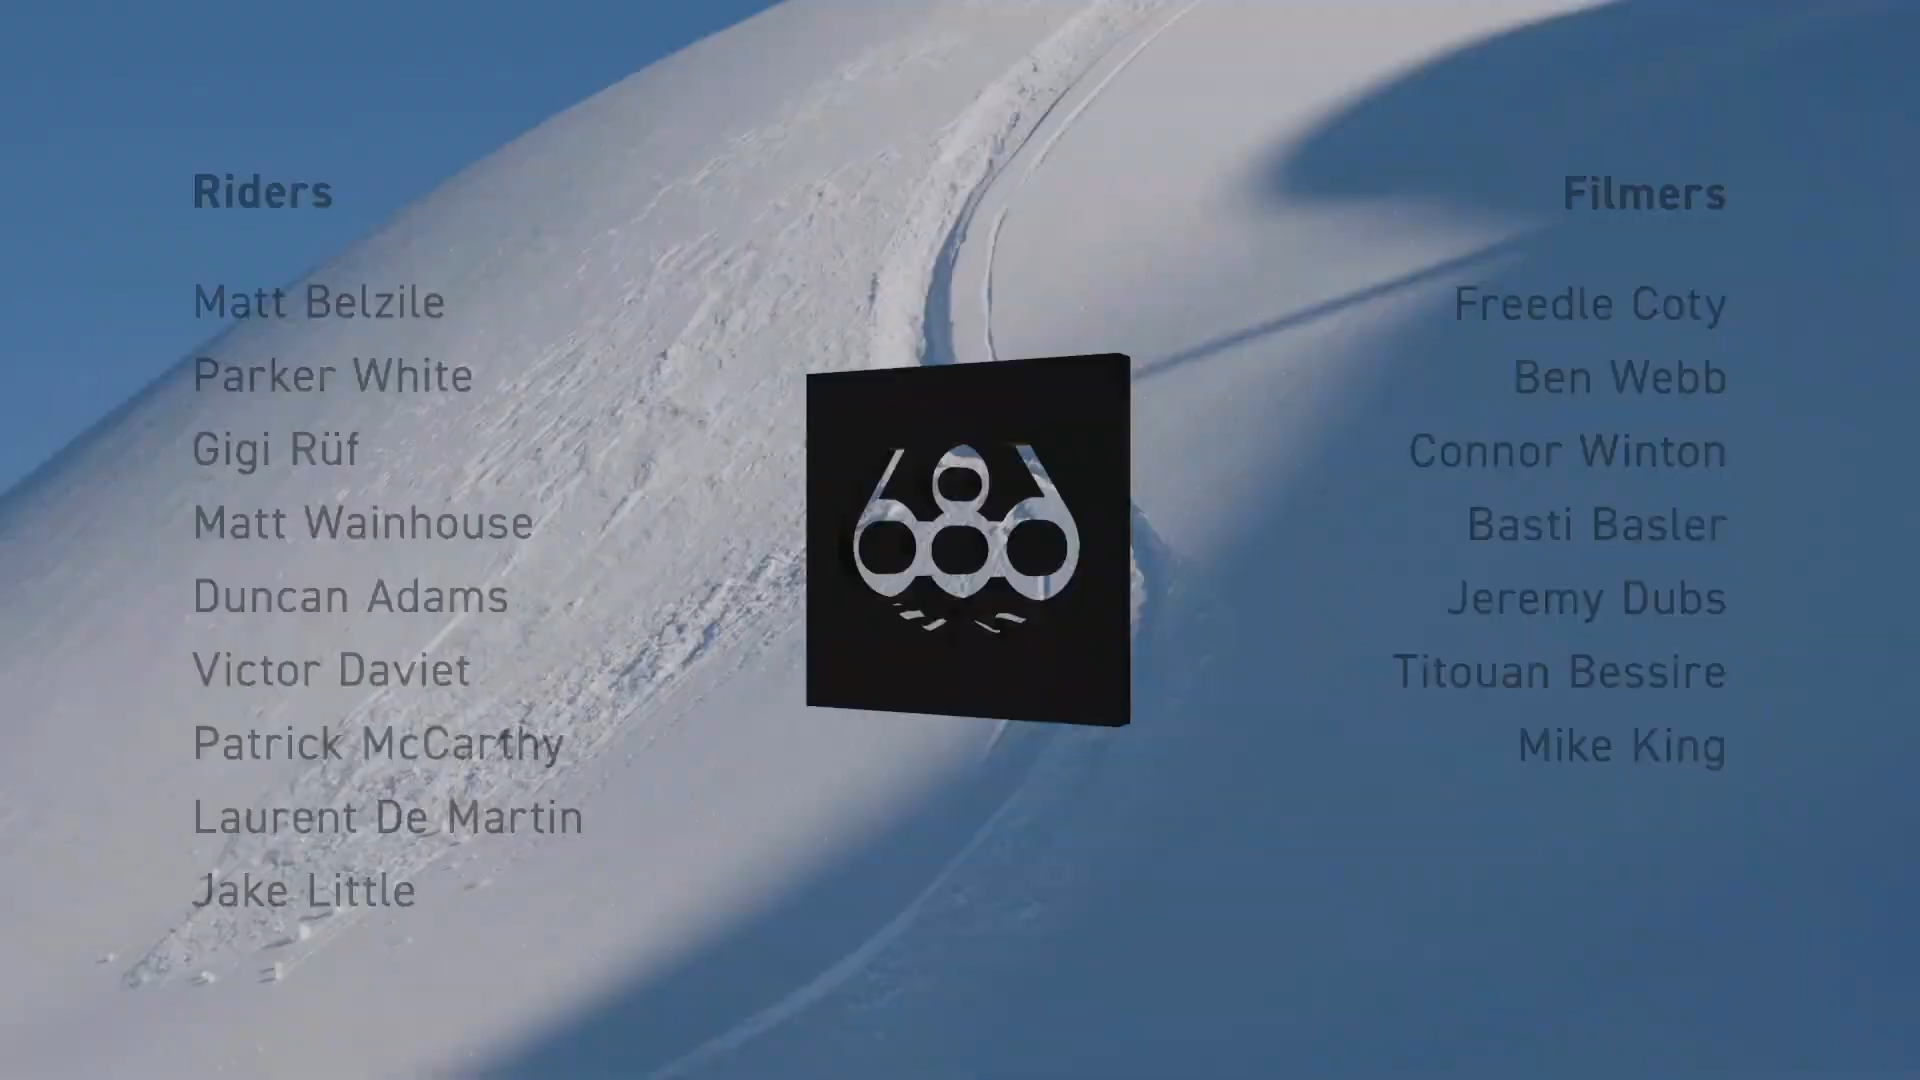 Riders
Matt Belzile
Parker White
Gigi Rüf
Matt Wainhouse
Duncan Adams
Victor Daviet
Patrick McCarthy
Laurent De Martin
Jake Little
Filmers
Freedle Coty
Ben Webb
Connor Winton
Basti Basler
Jeremy Dubs
Titouan Bessire
Mike King
686